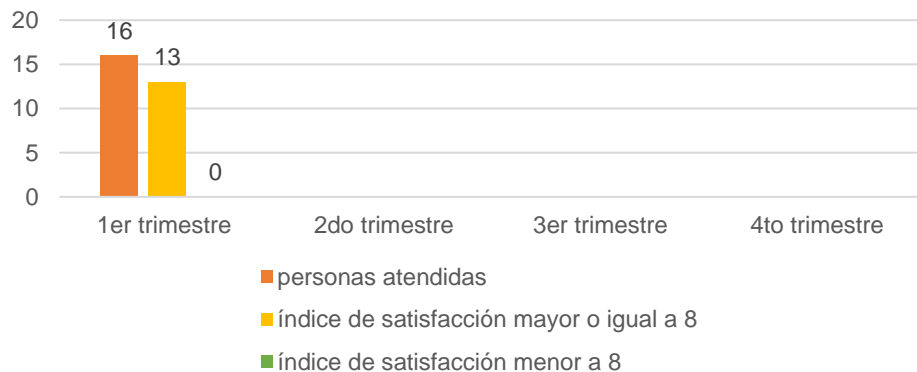 20
16
15
13
10
5
0
0
1er trimestre 2do trimestre 3er trimestre 4to trimestre
personas atendidas
índice de satisfacción mayor o igual a 8
índice de satisfacción menor a 8